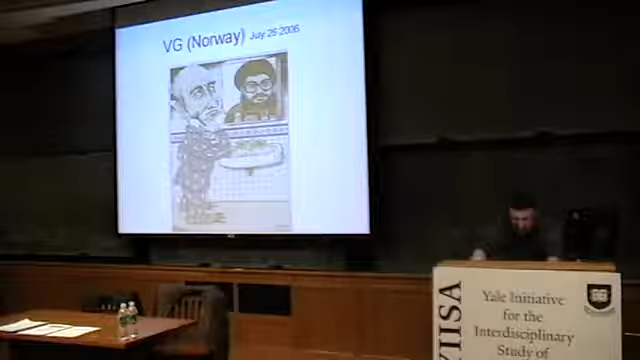 VG (Norway) July 26 2006
YIISA
Yale Initiative
for the
Interdisciplinary
Study of